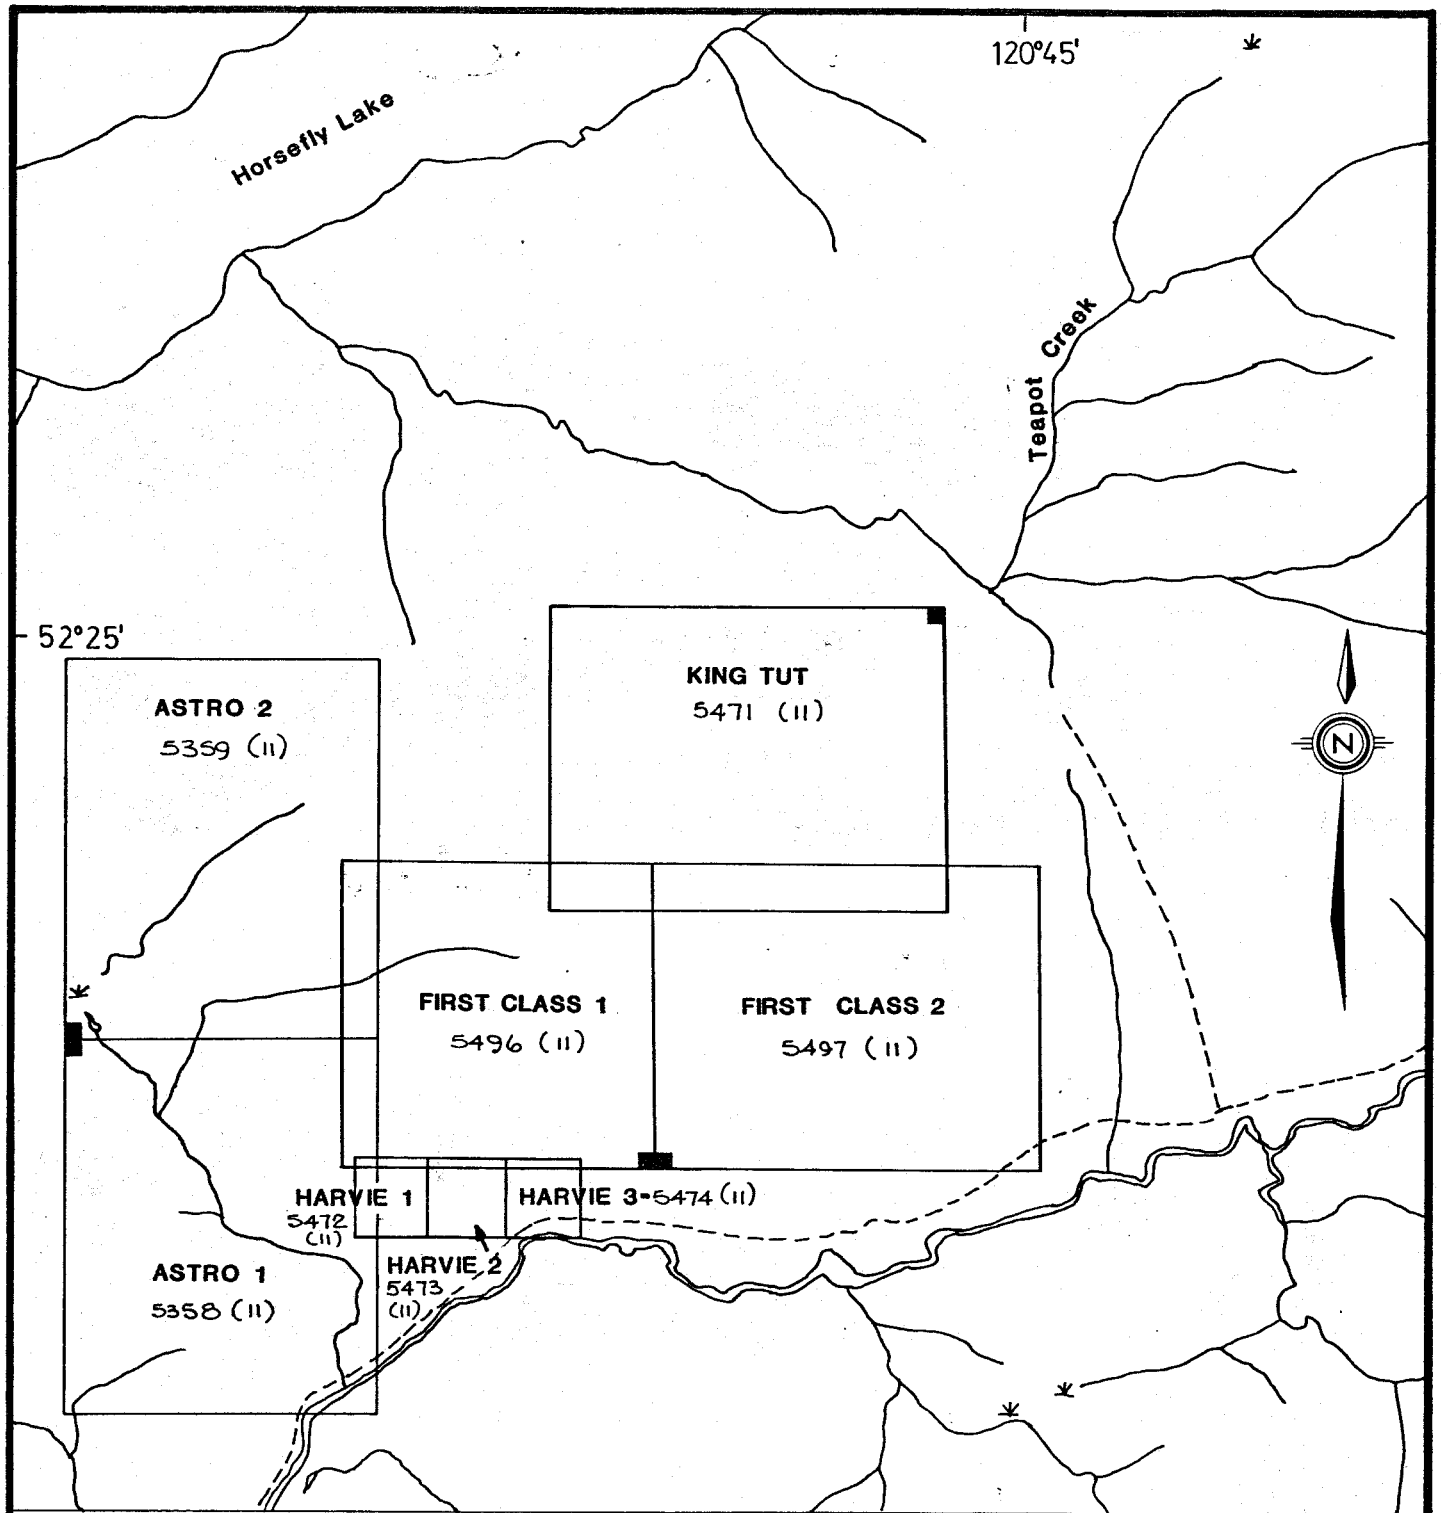 120°45'
Horsefly Lake
Teapot Creek
52°25'
KING TUT
5471 (11)
ASTRO 2
5359 (11)
N
FIRST CLASS 1
5496 (11)
FIRST CLASS 2
5497 (11)
HARVIE 1
5472
(11)
HARVIE 3-5474 (11)
HARVIE 2
5473
(11)
ASTRO 1
5358 (11)